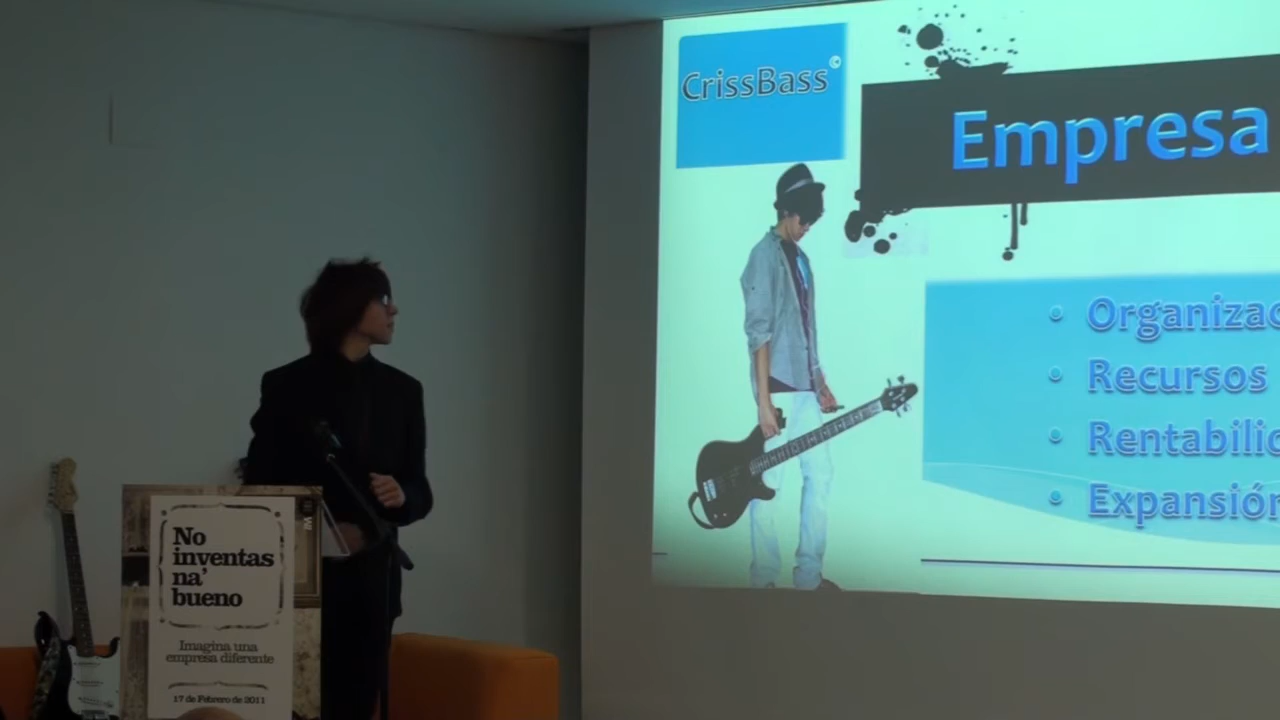 CrissBass
Empresa
Organizac
Recursos
Rentabilic
Expansión
No
inventas
na'
bueno
Imagina una
empresa diferente
17 de Febrero de 2011